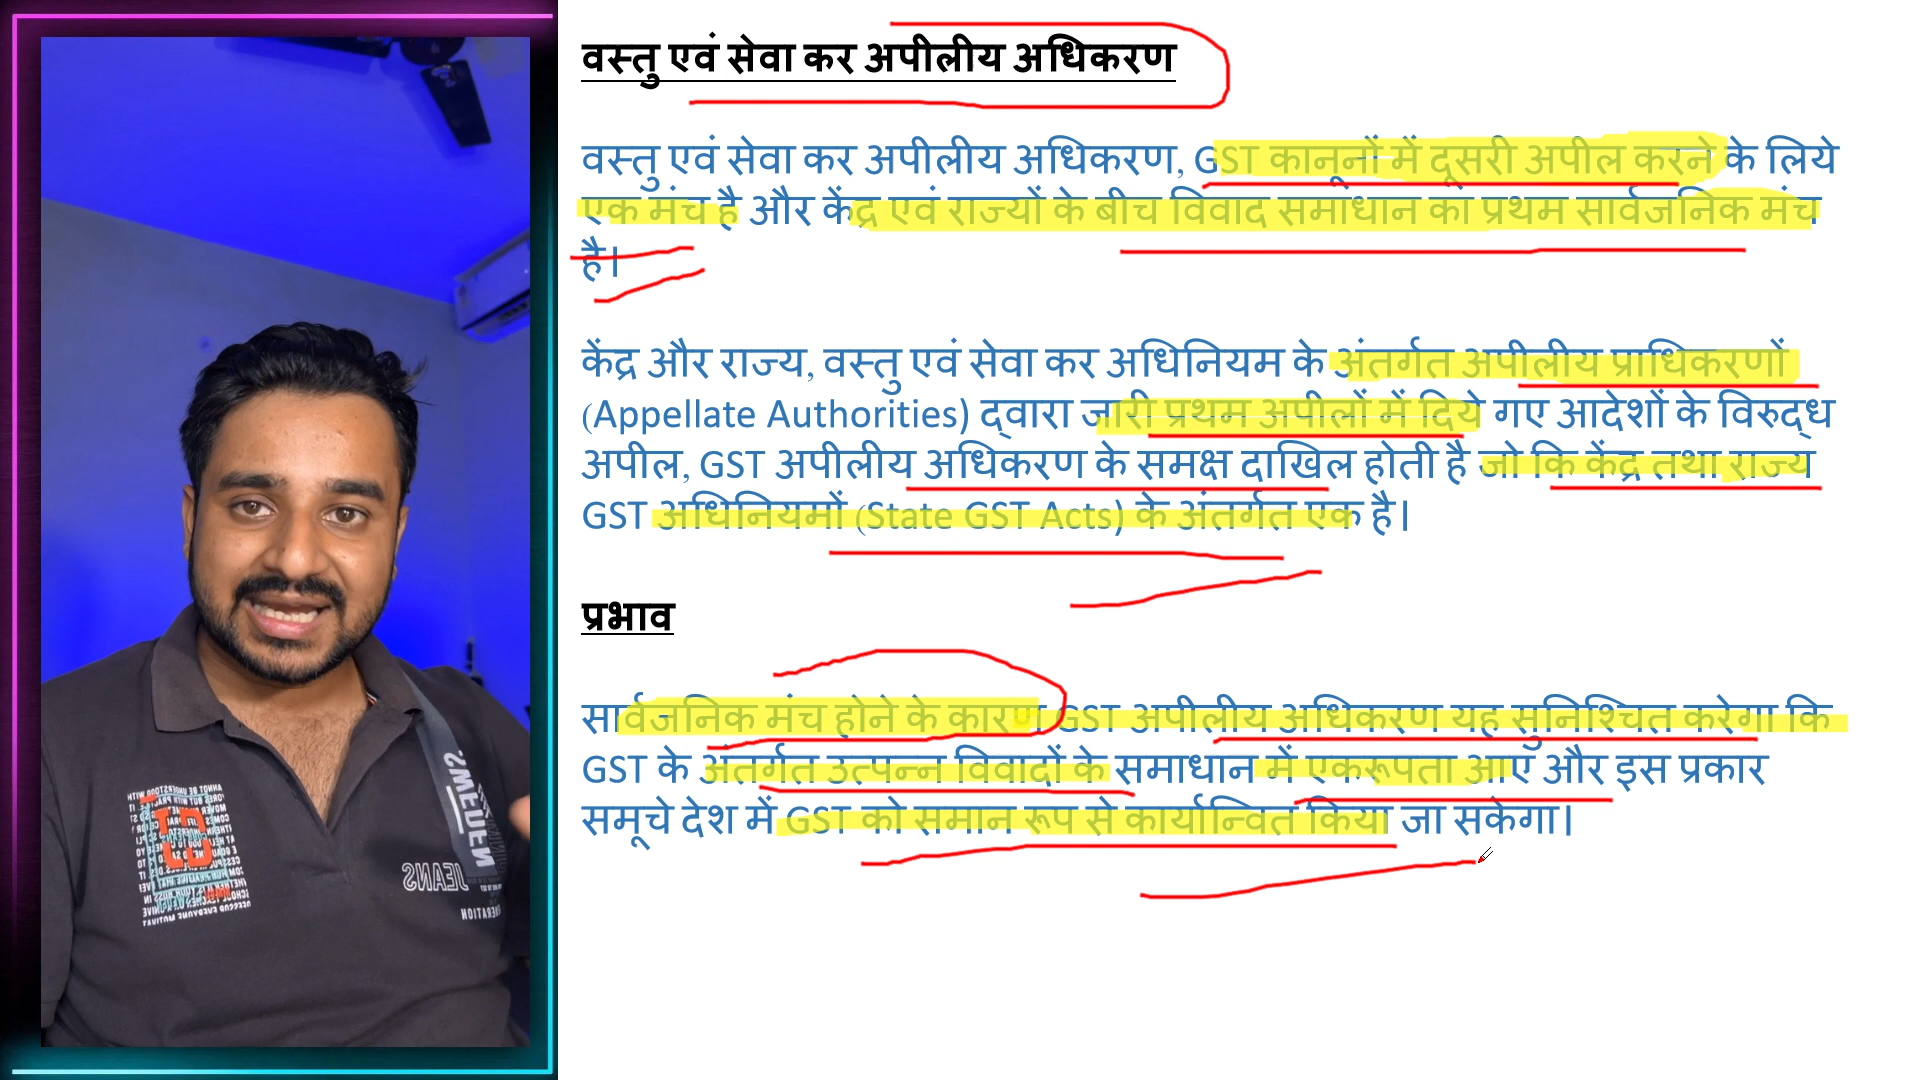 वस्तु एवं सेवा कर अपीलीय अधिकरण
वस्तु एवं सेवा कर अपीलीय अधिकरण, GST कानूनों में दूसरी अपील करने के लिये
एक मंच है और केंद्र एवं राज्यों के बीच विवाद समाधान का प्रथम सार्वजनिक मंच
है।
केंद्र और राज्य, वस्तु एवं सेवा कर अधिनियम के अंतर्गत अपीलीय प्राधिकरणों
(Appellate Authorities) द्वारा जारी प्रथम अपीलों में दिये गए आदेशों के विरुद्ध
अपील, GST अपीलीय अधिकरण के समक्ष दाखिल होती है जो कि केंद्र तथा राज्य
GST अधिनियमों (State GST Acts) के अंतर्गत एक है।
प्रभाव
सार्वजनिक मंच होने के कारण GST अपीलीय अधिकरण यह सुनिश्चित करेगा कि
GST के अंतर्गत उत्पन्न विवादों के समाधान में एकरूपता आए और इस प्रकार
समूचे देश में GST को समान रूप से कार्यान्वित किया जा सकेगा।
JEANS